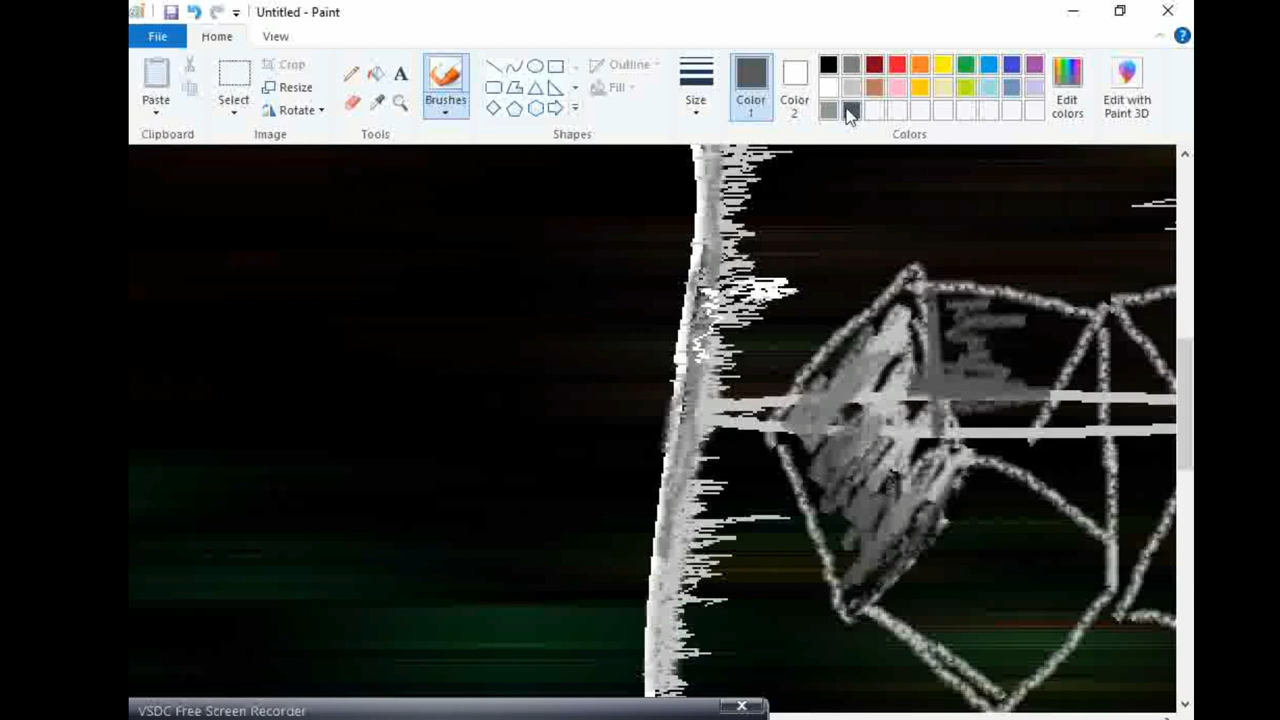 Untitled - Paint
File Home View
Crop Outline
Resize Fill
Paste Select Rotate A Brushes Size Color 1 Color 2 Edit colors Edit with Paint 3D
Clipboard Image Tools Shapes Colors
VSDC Free Screen Recorder